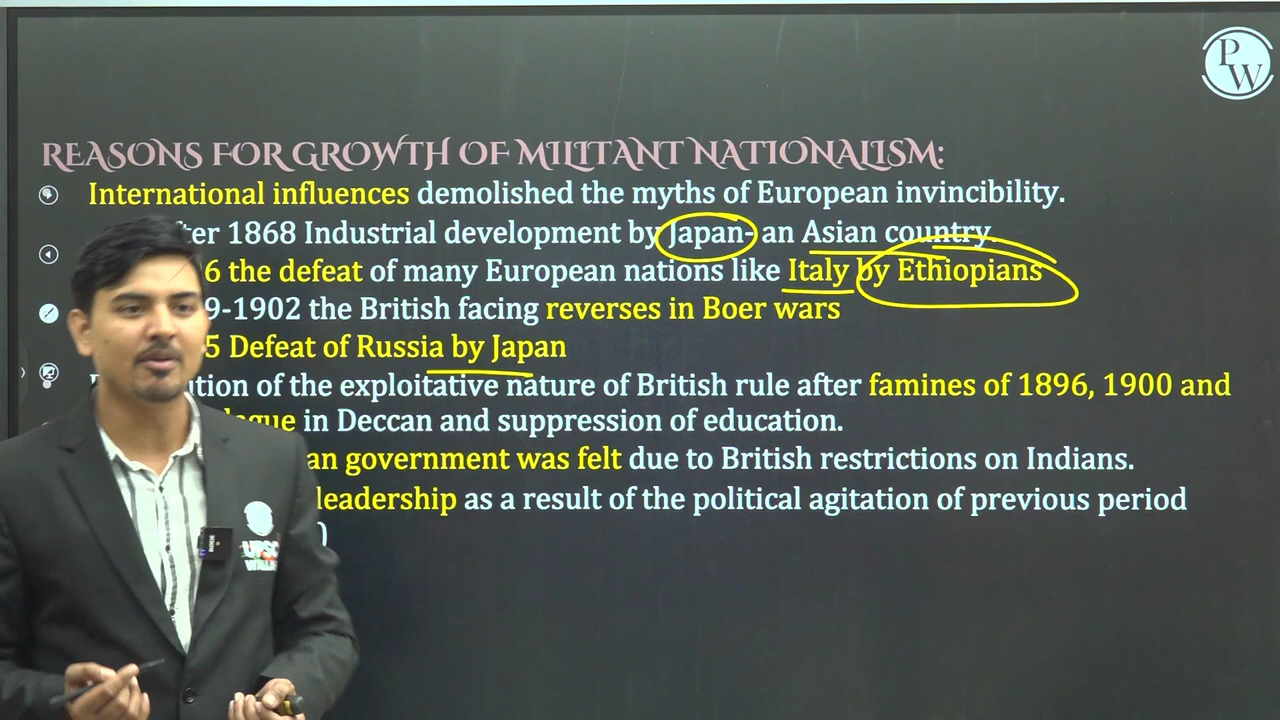 PW
REASONS FOR GROWTH OF MILITANT NATIONALISM:
International influences demolished the myths of European invincibility.
ter 1868 Industrial development by Japan- an Asian country.
6 the defeat of many European nations like Italy by Ethiopians
9-1902 the British facing reverses in Boer wars
5 Defeat of Russia by Japan
tion of the exploitative nature of British rule after famines of 1896, 1900 and
in Deccan and suppression of education.
an government was felt due to British restrictions on Indians.
leadership as a result of the political agitation of previous period
)
UPSC